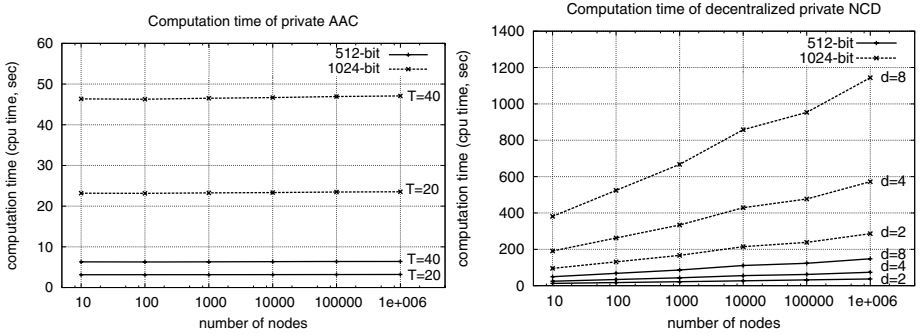 Computation time of private AAC
computation time (cpu time, sec)
60
50
40
30
20
10
0
512-bit
1024-bit
T=40
T=20
T=40
T=20
10 100 1000 10000 100000 1e+006
number of nodes
Computation time of decentralized private NCD
computation time (cpu time, sec)
1400
1200
1000
800
600
400
200
0
512-bit
1024-bit
d=8
d=4
d=2
d=8
d=4
d=2
10 100 1000 10000 100000 1e+006
number of nodes